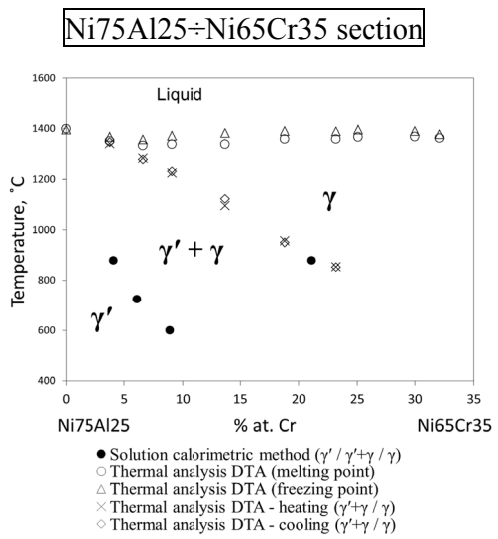 Ni75Al25÷Ni65Cr35 section
1600
1400
1200
1000
800
600
400
Temperature, ˚C
Liquid
γ
γ′ + γ
γ′
0 5 10 15 20 25 30 35
Ni75Al25 % at. Cr Ni65Cr35
● Solution calorimetric method (γ′ / γ′+γ / γ)
○ Thermal analysis DTA (melting point)
△ Thermal analysis DTA (freezing point)
× Thermal analysis DTA - heating (γ′+γ / γ)
◇ Thermal analysis DTA - cooling (γ′+γ / γ)